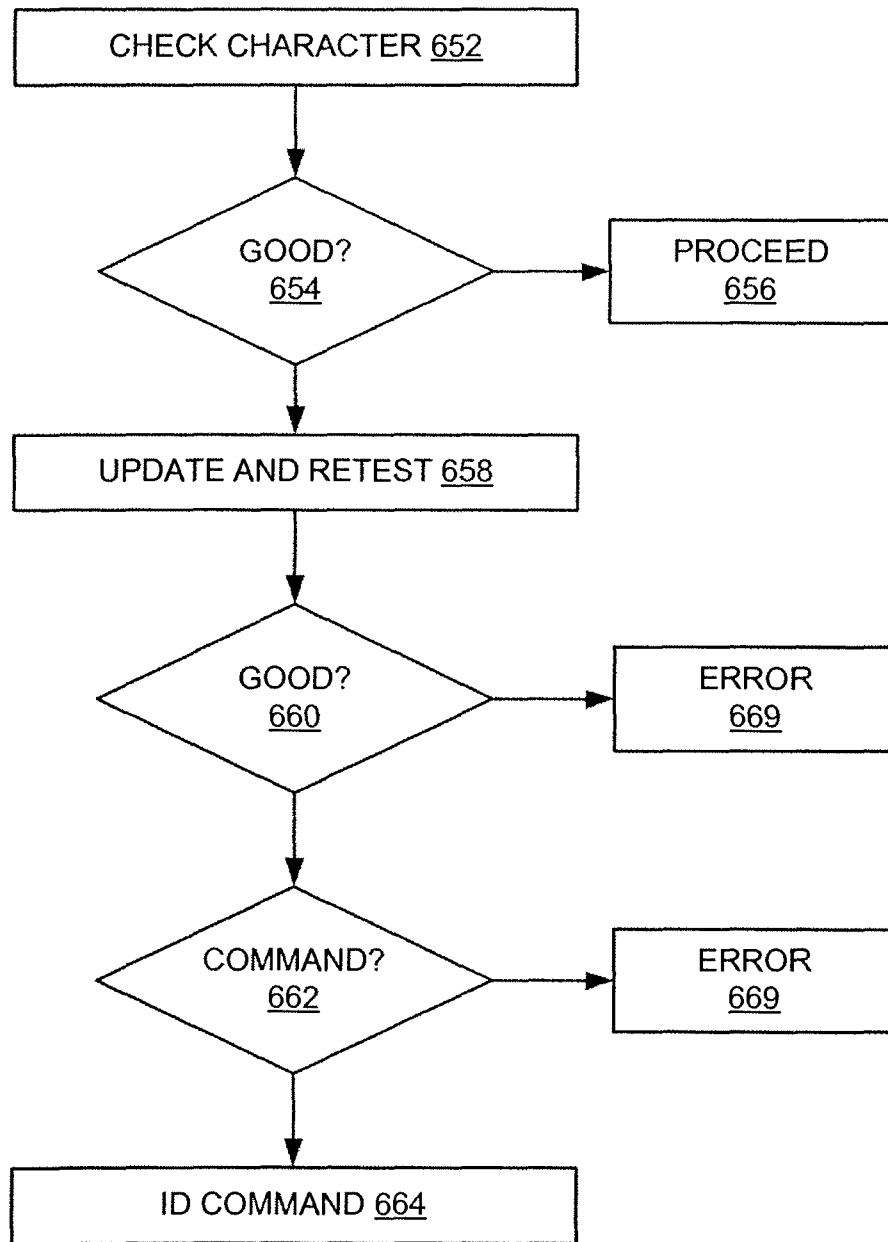 CHECK CHARACTER 652
GOOD?
654
PROCEED
656
UPDATE AND RETEST 658
GOOD?
660
ERROR
669
COMMAND?
662
ERROR
669
ID COMMAND 664